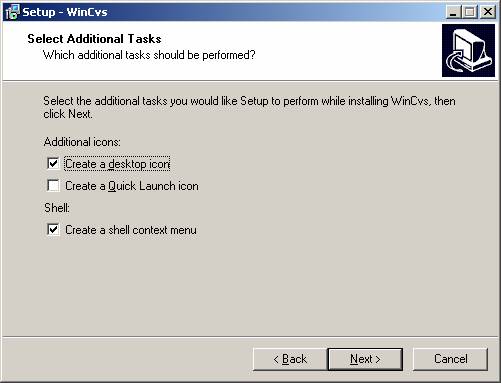 Setup - WinCvs
Select Additional Tasks
Which additional tasks should be performed?
Select the additional tasks you would like Setup to perform while installing WinCvs, then
click Next.
Additional icons:
Create a desktop icon
Create a Quick Launch icon
Shell:
Create a shell context menu
< Back
Next >
Cancel